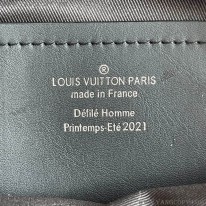 ®
LOUIS VUITTON PARIS
made in France
Défilé Homme
Printemps-Eté 2021